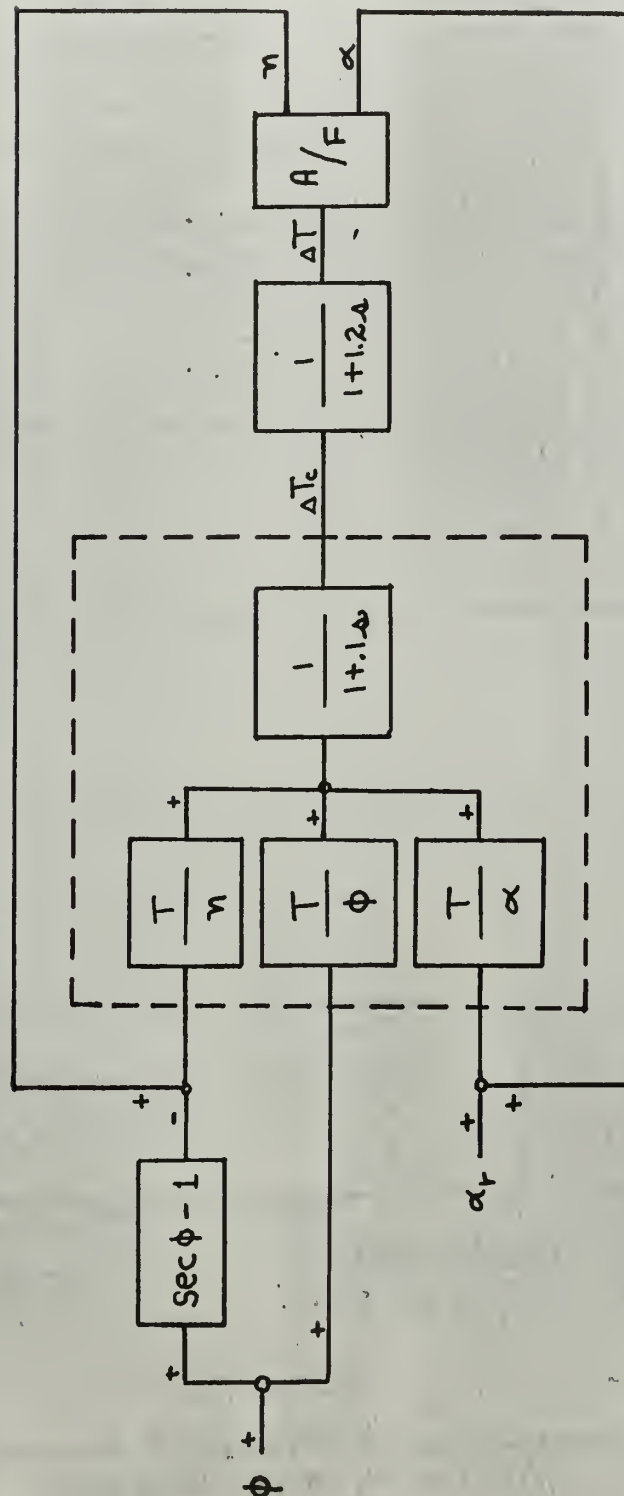 n
α
A/F
ΔT
1
1+1.2s
ΔTc
1
1+.1s
+
+
+
T
n
T
ϕ
T
α
+
-
+
+
sec ϕ - 1
αr
+
+
+
ϕ